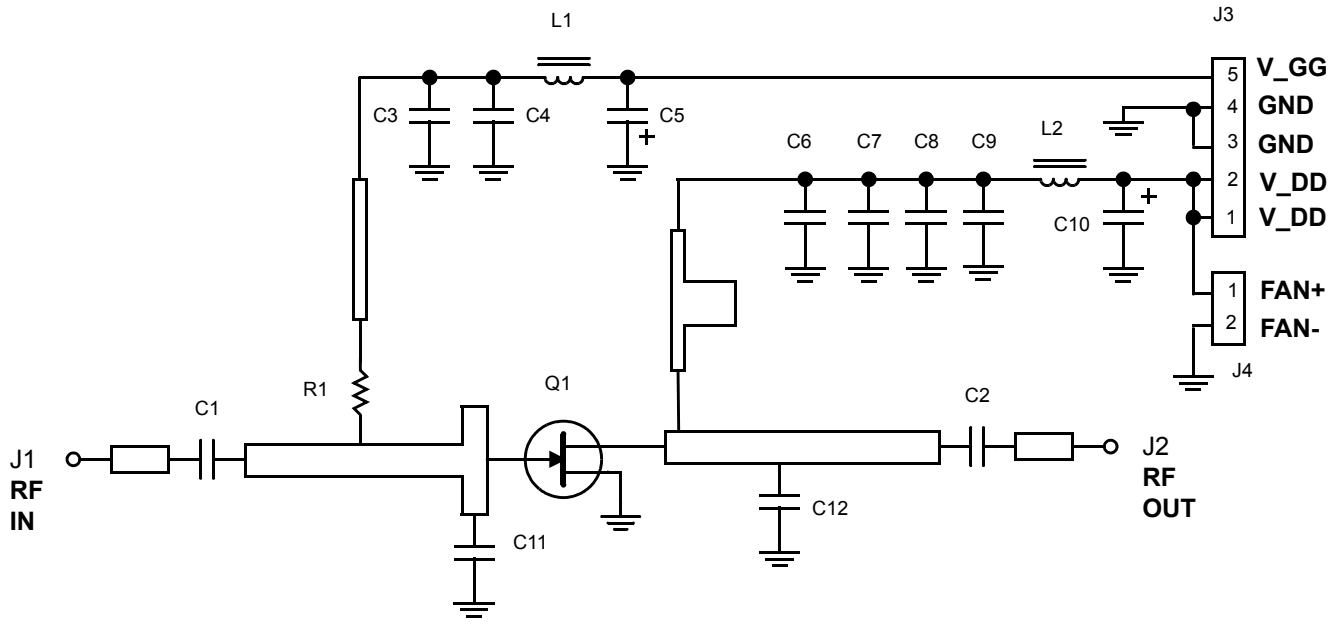 J3
L1
5
V_GG
4
GND
3
GND
2
V_DD
1
V_DD
C3
C4
C5
+
C6
C7
C8
C9
L2
+
C10
1
FAN+
2
FAN-
J4
R1
Q1
C1
C2
J1
RF
IN
J2
RF
OUT
C11
C12